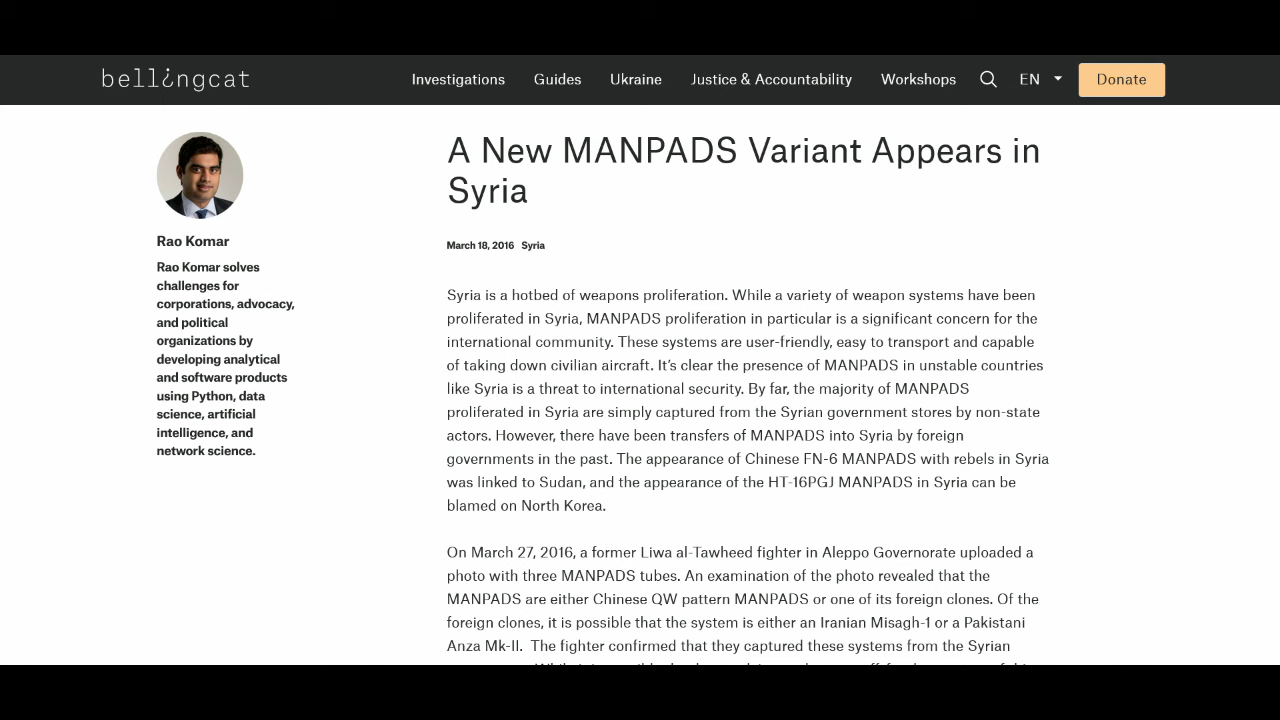 bellingcat
Investigations
Guides
Ukraine
Justice & Accountability
Workshops
EN
Donate
Rao Komar
Rao Komar solves
challenges for
corporations, advocacy,
and political
organizations by
developing analytical
and software products
using Python, data
science, artificial
intelligence, and
network science.
A New MANPADS Variant Appears in
Syria
March 18, 2016 Syria
Syria is a hotbed of weapons proliferation. While a variety of weapon systems have been
proliferated in Syria, MANPADS proliferation in particular is a significant concern for the
international community. These systems are user-friendly, easy to transport and capable
of taking down civilian aircraft. It’s clear the presence of MANPADS in unstable countries
like Syria is a threat to international security. By far, the majority of MANPADS
proliferated in Syria are simply captured from the Syrian government stores by non-state
actors. However, there have been transfers of MANPADS into Syria by foreign
governments in the past. The appearance of Chinese FN-6 MANPADS with rebels in Syria
was linked to Sudan, and the appearance of the HT-16PGJ MANPADS in Syria can be
blamed on North Korea.
On March 27, 2016, a former Liwa al-Tawheed fighter in Aleppo Governorate uploaded a
photo with three MANPADS tubes. An examination of the photo revealed that the
MANPADS are either Chinese QW pattern MANPADS or one of its foreign clones. Of the
foreign clones, it is possible that the system is either an Iranian Misagh-1 or a Pakistani
Anza Mk-II. The fighter confirmed that they captured these systems from the Syrian